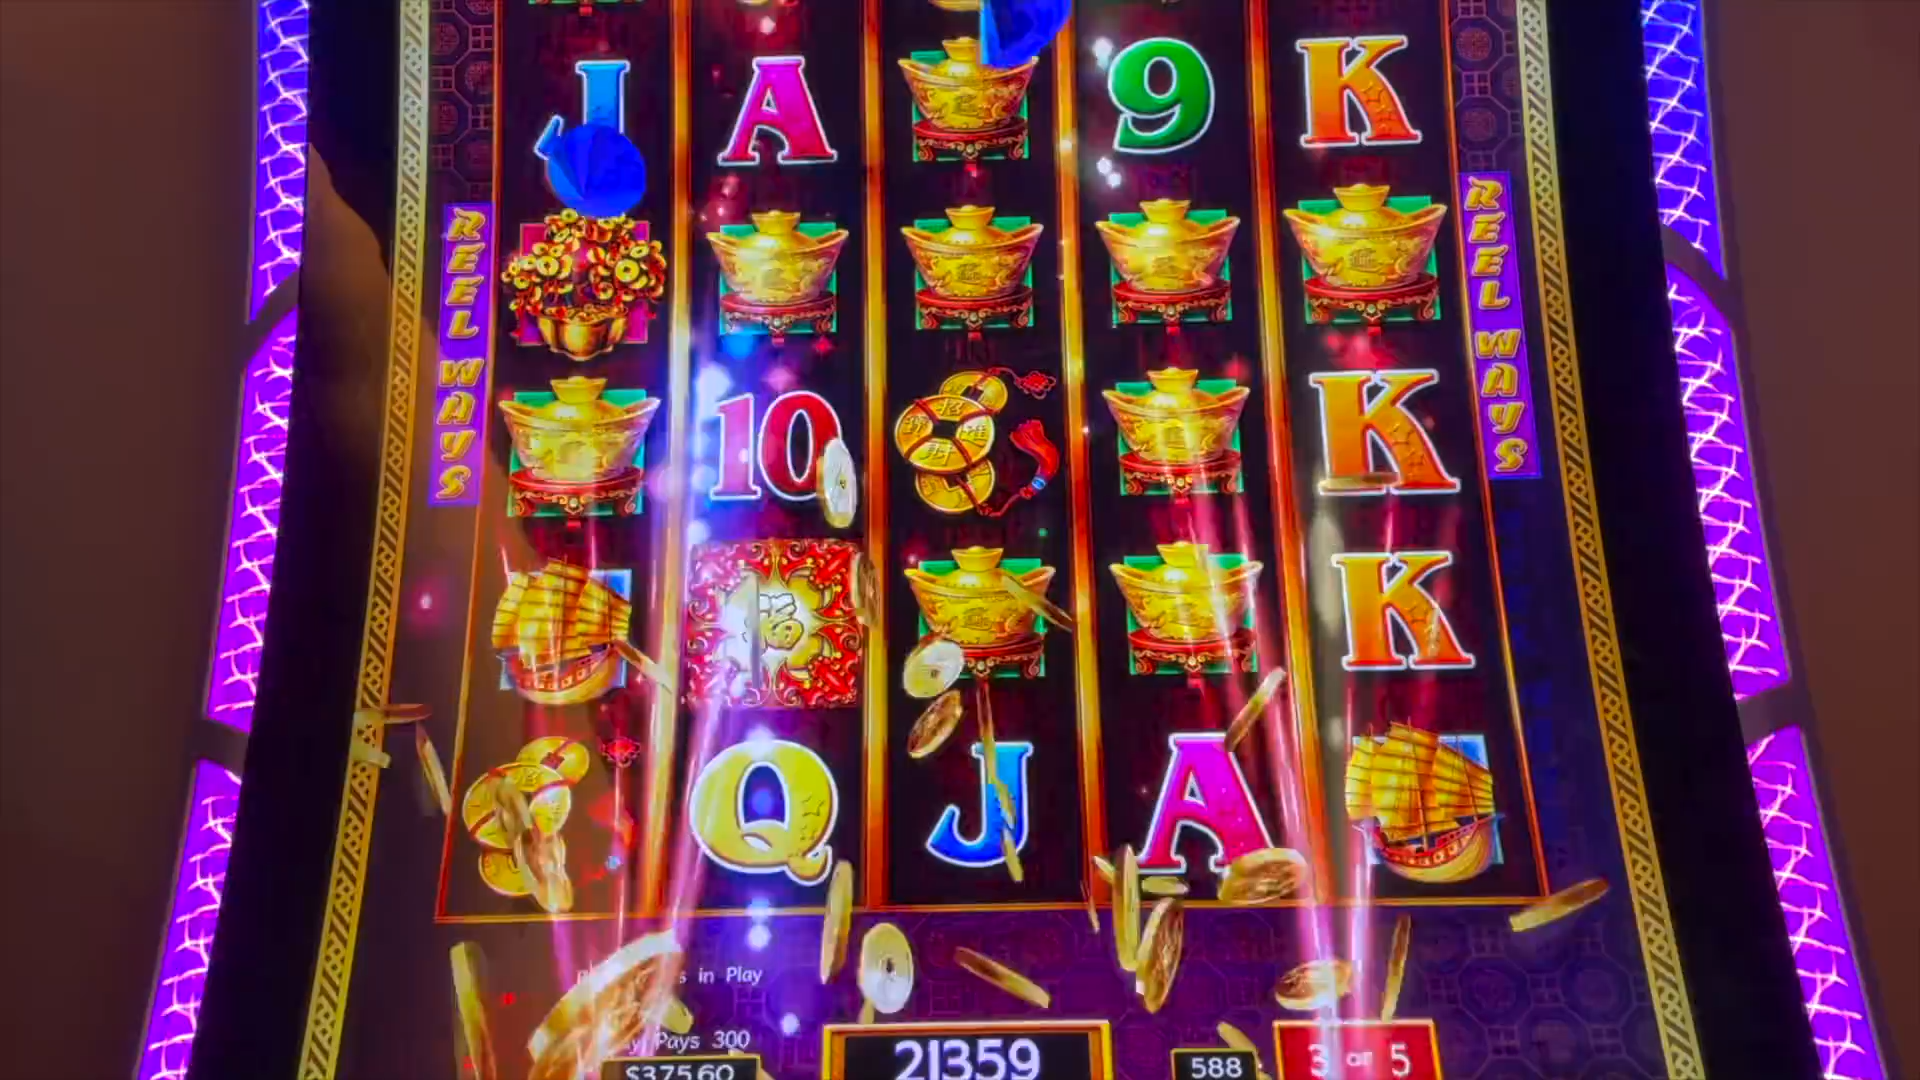 J A 9 K
REEL WAYS
REEL WAYS
10 K
K
Q J A
s in Play
Pays 300
$375.60
21359
588
3 OF 5